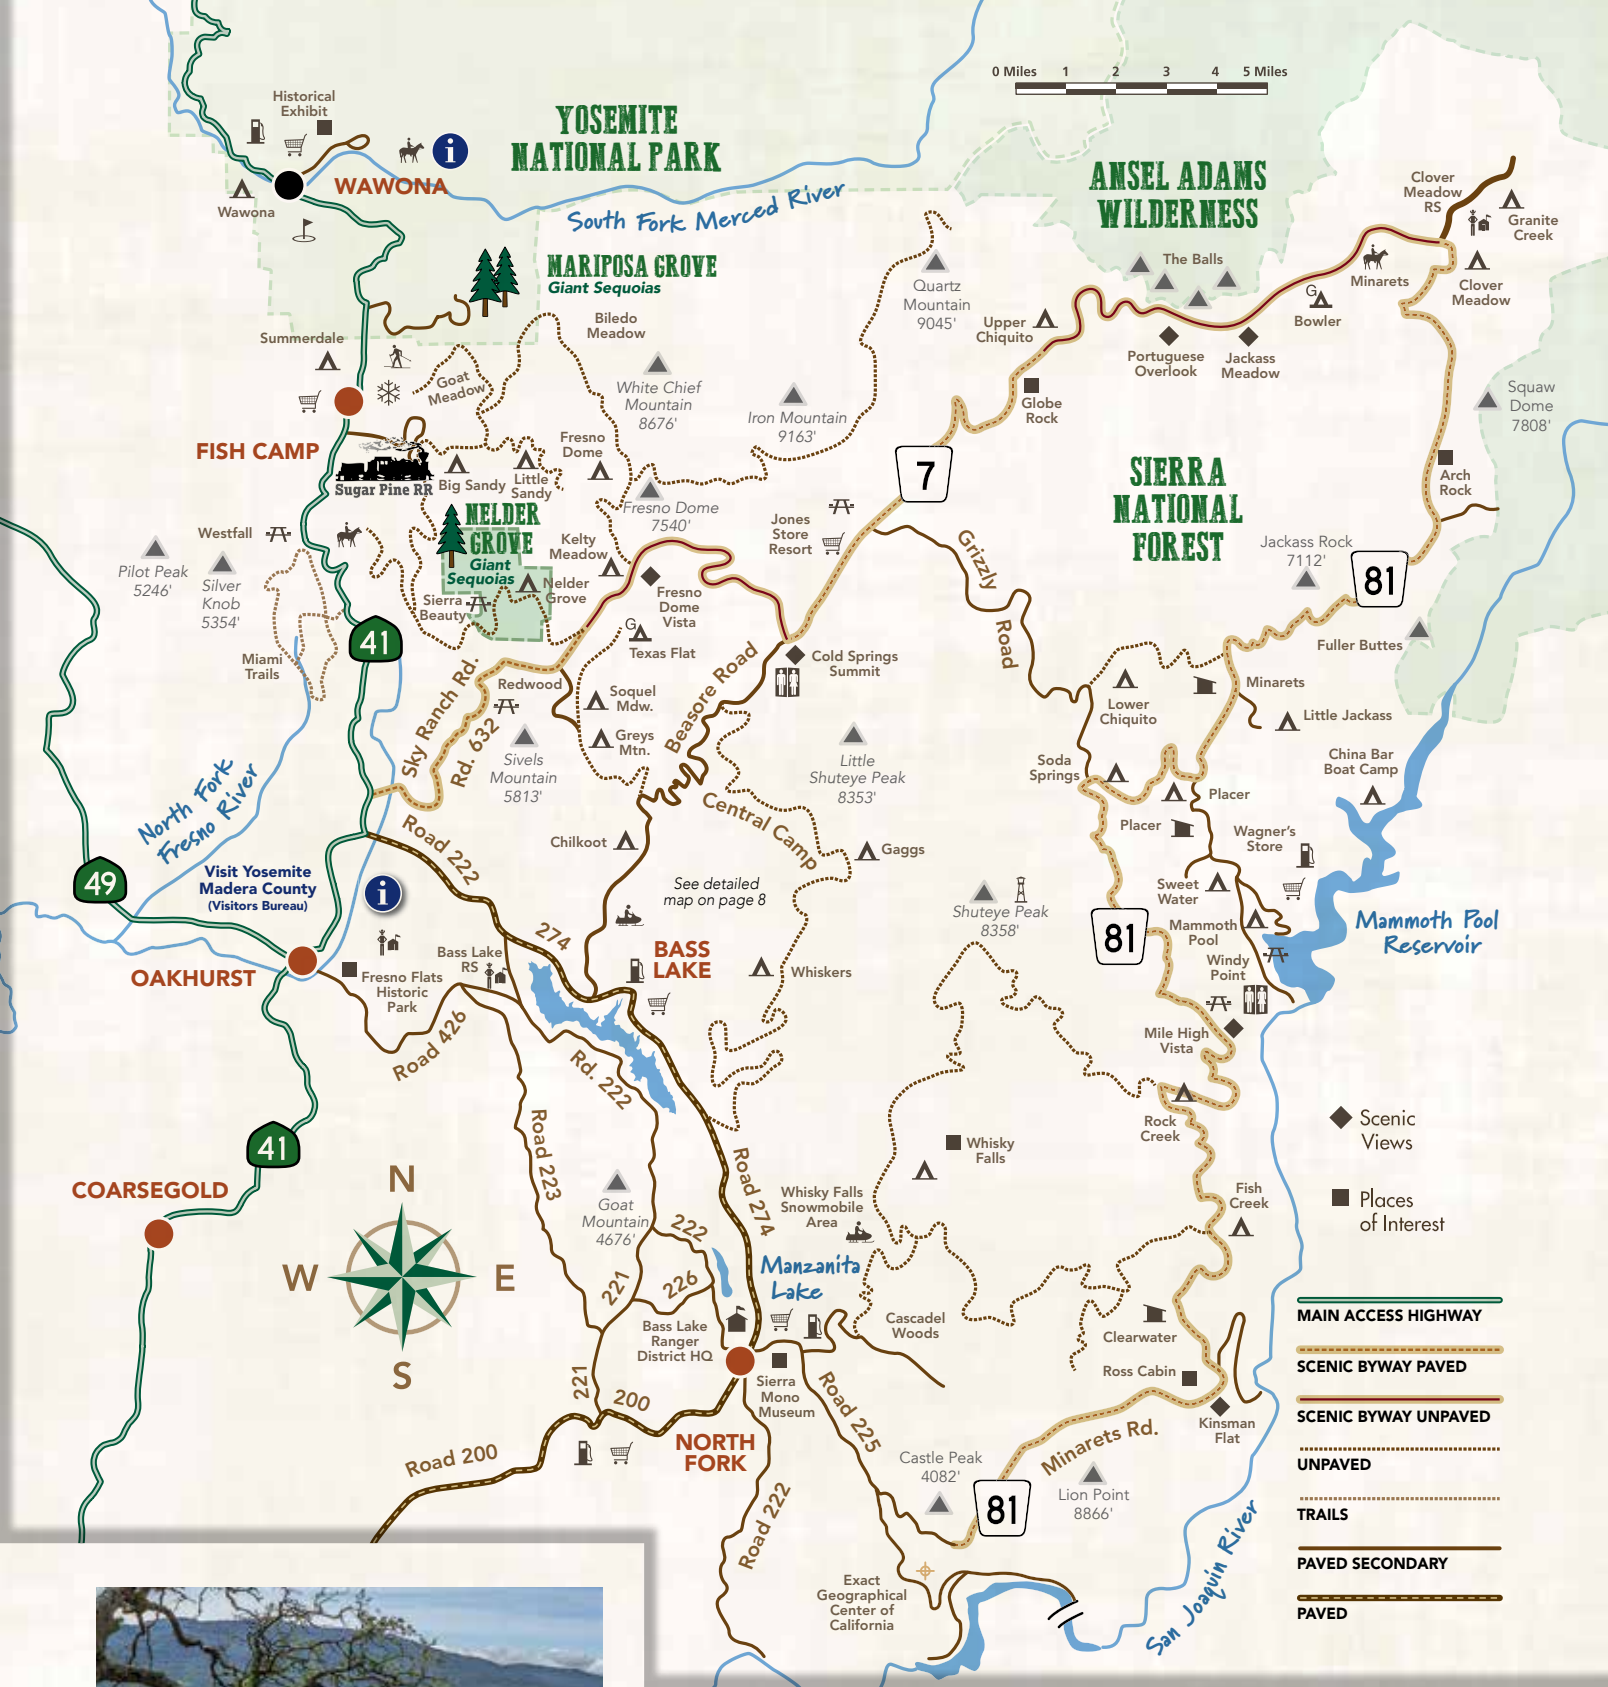 0 Miles 1 2 3 4 5 Miles
Historical
Exhibit
YOSEMITE
NATIONAL PARK
i
WAWONA
Wawona
South Fork Merced River
ANSEL ADAMS
WILDERNESS
Clover
Meadow
RS
Granite
Creek
MARIPOSA GROVE
Giant Sequoias
The Balls
Minarets
Clover
Meadow
Quartz
Mountain
9045'
Upper
Chiquito
G
Bowler
Biledo
Meadow
Summerdale
Goat
Meadow
White Chief
Mountain
8676'
Iron Mountain
9163'
Portuguese
Overlook
Jackass
Meadow
Globe
Rock
Squaw
Dome
7808'
FISH CAMP
Sugar Pine RR
Big Sandy
Little
Sandy
Fresno
Dome
7
SIERRA
NATIONAL
FOREST
Arch
Rock
NELDER
GROVE
Giant
Sequoias
Fresno Dome
7540'
Jones
Store
Resort
Westfall
Kelty
Meadow
Grizzly
Road
Jackass Rock
7112'
81
Pilot Peak
5246'
Silver
Knob
5354'
Nelder
Grove
Sierra
Beauty
Fresno
Dome
Vista
G
Texas Flat
Fuller Buttes
41
Miami
Trails
Beasore Road
Cold Springs
Summit
Sky Ranch Rd.
Rd. 632
Redwood
Soquel
Mdw.
Greys
Mtn.
Sivels
Mountain
5813'
Little
Shuteye Peak
8353'
Lower
Chiquito
Minarets
Little Jackass
Soda
Springs
China Bar
Boat Camp
North Fork
Fresno River
Central Camp
Placer
Placer
Road 222
Chilkoot
Gaggs
Wagner's
Store
49
Visit Yosemite
Madera County
(Visitors Bureau)
i
See detailed
map on page 8
Shuteye Peak
8358'
Sweet
Water
Mammoth
Pool
81
Mammoth Pool
Reservoir
274
BASS
LAKE
Bass Lake
RS
OAKHURST
Fresno Flats
Historic
Park
Whiskers
Windy
Point
Mile High
Vista
Road 426
Rd. 222
Rock
Creek
Scenic
Views
41
Road 223
Road 274
Whisky
Falls
COARSEGOLD
N
W
E
S
Goat
Mountain
4676'
Whisky Falls
Snowmobile
Area
Fish
Creek
Places
of Interest
222
221
226
Manzanita
Lake
Bass Lake
Ranger
District HQ
Cascadel
Woods
Clearwater
MAIN ACCESS HIGHWAY
SCENIC BYWAY PAVED
Ross Cabin
221
200
Sierra
Mono
Museum
Road 225
Kinsman
Flat
SCENIC BYWAY UNPAVED
NORTH
FORK
Road 200
Minarets Rd.
Castle Peak
4082'
UNPAVED
81
Lion Point
8866'
TRAILS
Road 222
San Joaquin River
PAVED SECONDARY
Exact
Geographical
Center of
California
PAVED